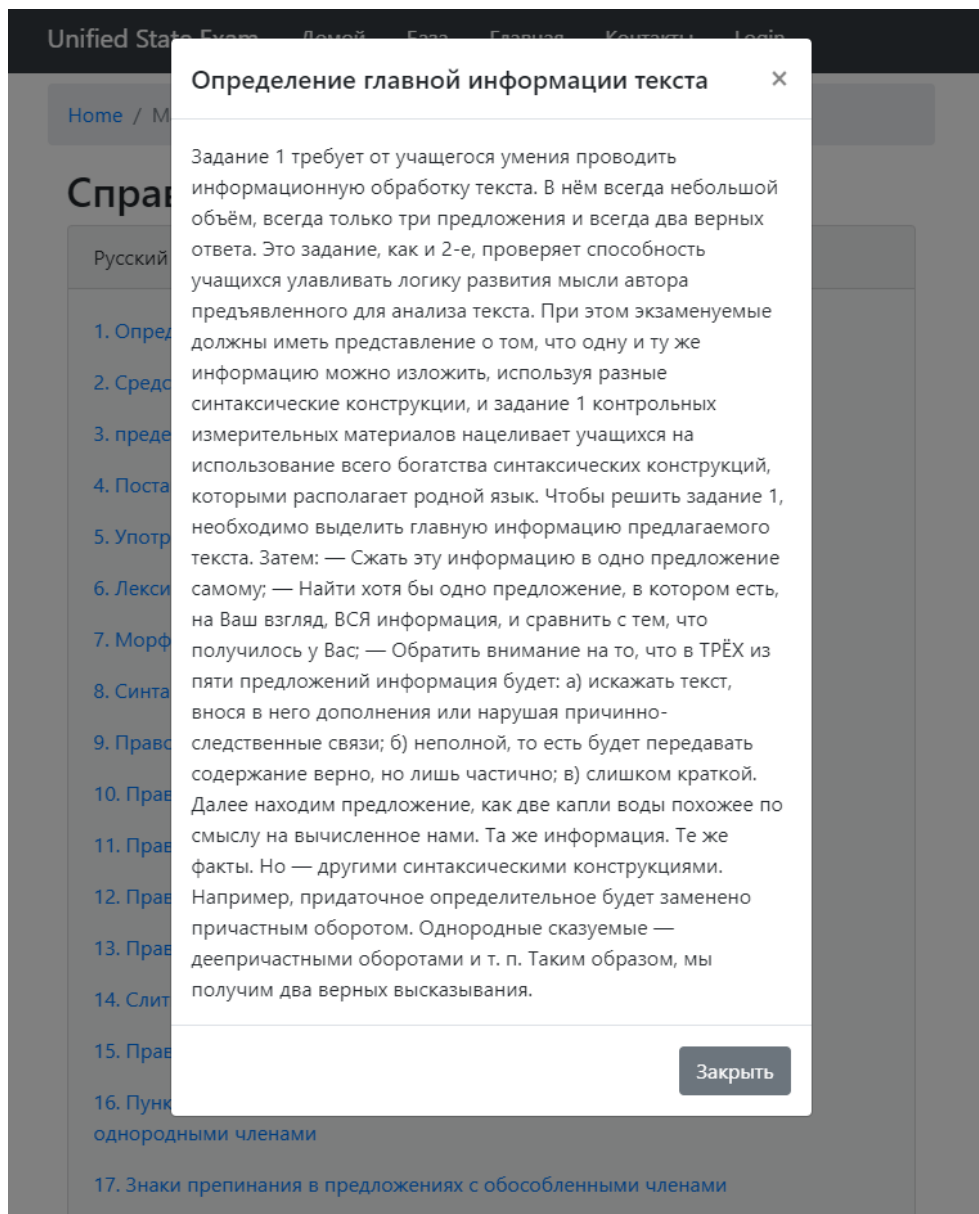 Unified State Exam Домой База Главная Контакты Login
Home / M
Определение главной информации текста ×
Задание 1 требует от учащегося умения проводить
информационную обработку текста. В нём всегда небольшой
объём, всегда только три предложения и всегда два верных
ответа. Это задание, как и 2-е, проверяет способность
учащихся улавливать логику развития мысли автора
предъявленного для анализа текста. При этом экзаменуемые
должны иметь представление о том, что одну и ту же
информацию можно изложить, используя разные
синтаксические конструкции, и задание 1 контрольных
измерительных материалов нацеливает учащихся на
использование всего богатства синтаксических конструкций,
которыми располагает родной язык. Чтобы решить задание 1,
необходимо выделить главную информацию предлагаемого
текста. Затем: — Сжать эту информацию в одно предложение
самому; — Найти хотя бы одно предложение, в котором есть,
на Ваш взгляд, ВСЯ информация, и сравнить с тем, что
получилось у Вас; — Обратить внимание на то, что в ТРЁХ из
пяти предложений информация будет: а) искажать текст,
внося в него дополнения или нарушая причинно-
следственные связи; б) неполной, то есть будет передавать
содержание верно, но лишь частично; в) слишком краткой.
Далее находим предложение, как две капли воды похожее по
смыслу на вычисленное нами. Та же информация. Те же
факты. Но — другими синтаксическими конструкциями.
Например, придаточное определительное будет заменено
причастным оборотом. Однородные сказуемые —
деепричастными оборотами и т. п. Таким образом, мы
получим два верных высказывания.
Закрыть
Спра
Русский
1. Опред
2. Средс
3. преде
4. Поста
5. Употр
6. Лекси
7. Морф
8. Синта
9. Право
10. Прав
11. Прав
12. Прав
13. Прав
14. Слит
15. Прав
16. Пунк
однородными членами
17. Знаки препинания в предложениях с обособленными членами